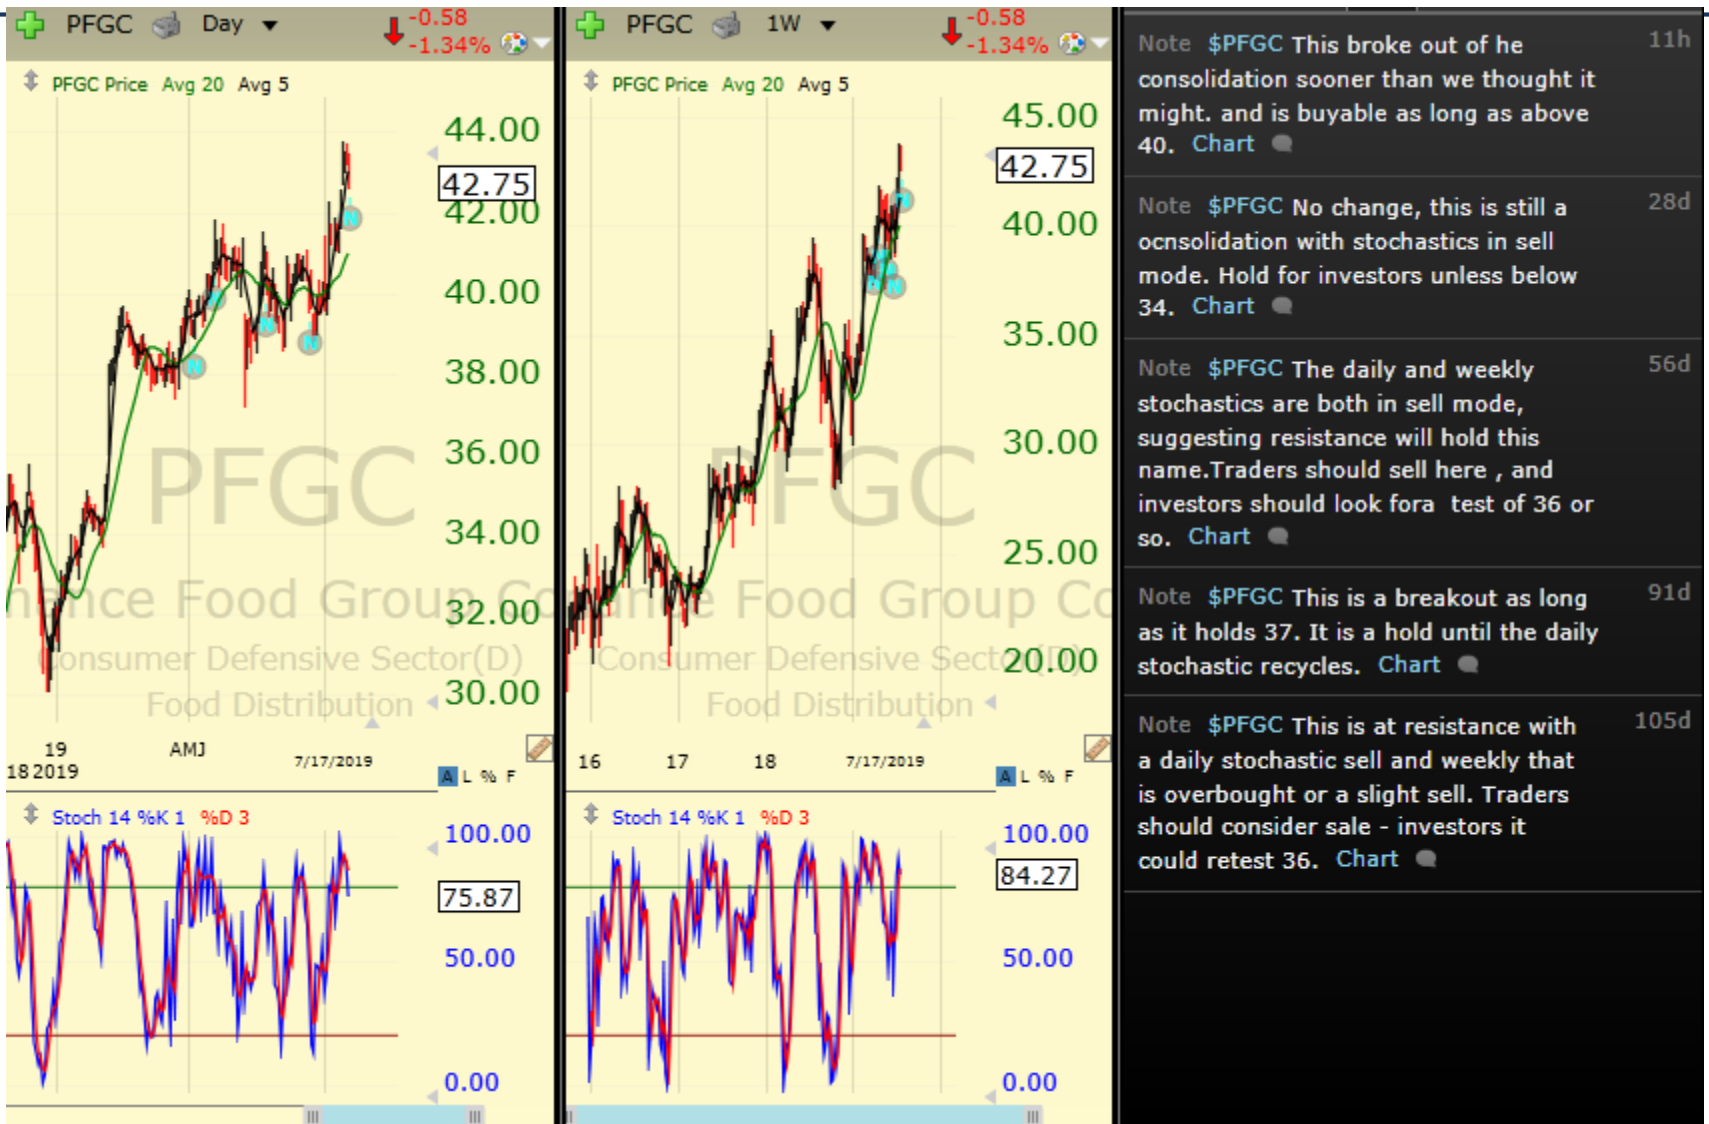 PFGC Day -0.58
-1.34%
PFGC Price Avg 20 Avg 5
44.00
42.75
42.00
40.00
38.00
36.00
34.00
32.00
30.00
N
N
N
N
N
PFGC
nance Food Group Co
Consumer Defensive Sector(D)
Food Distribution
19 AMJ 7/17/2019
18 2019
A L % F
Stoch 14 %K 1 %D 3
100.00
75.87
50.00
0.00
PFGC 1W -0.58
-1.34%
PFGC Price Avg 20 Avg 5
45.00
42.75
40.00
35.00
30.00
25.00
20.00
N
N
N
PFGC
Food Group Co
Consumer Defensive Sector(D)
Food Distribution
16 17 18 7/17/2019
A L % F
Stoch 14 %K 1 %D 3
100.00
84.27
50.00
0.00
Note $PFGC This broke out of he 11h
consolidation sooner than we thought it
might. and is buyable as long as above
40. Chart
Note $PFGC No change, this is still a 28d
ocnsolidation with stochastics in sell
mode. Hold for investors unless below
34. Chart
Note $PFGC The daily and weekly 56d
stochastics are both in sell mode,
suggesting resistance will hold this
name.Traders should sell here , and
investors should look fora test of 36 or
so. Chart
Note $PFGC This is a breakout as long 91d
as it holds 37. It is a hold until the daily
stochastic recycles. Chart
Note $PFGC This is at resistance with 105d
a daily stochastic sell and weekly that
is overbought or a slight sell. Traders
should consider sale - investors it
could retest 36. Chart